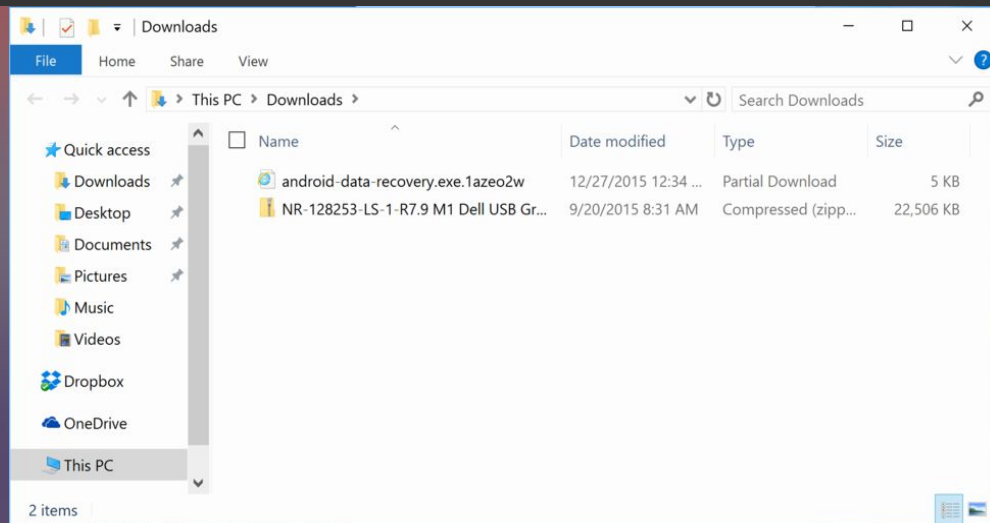 Downloads
File Home Share View ?
This PC > Downloads > Search Downloads
Name Date modified Type Size
Quick access
Downloads
android-data-recovery.exe.1azeo2w 12/27/2015 12:34 ... Partial Download 5 KB
Desktop
NR-128253-LS-1-R7.9 M1 Dell USB Gr... 9/20/2015 8:31 AM Compressed (zipp... 22,506 KB
Documents
Pictures
Music
Videos
Dropbox
OneDrive
This PC
2 items